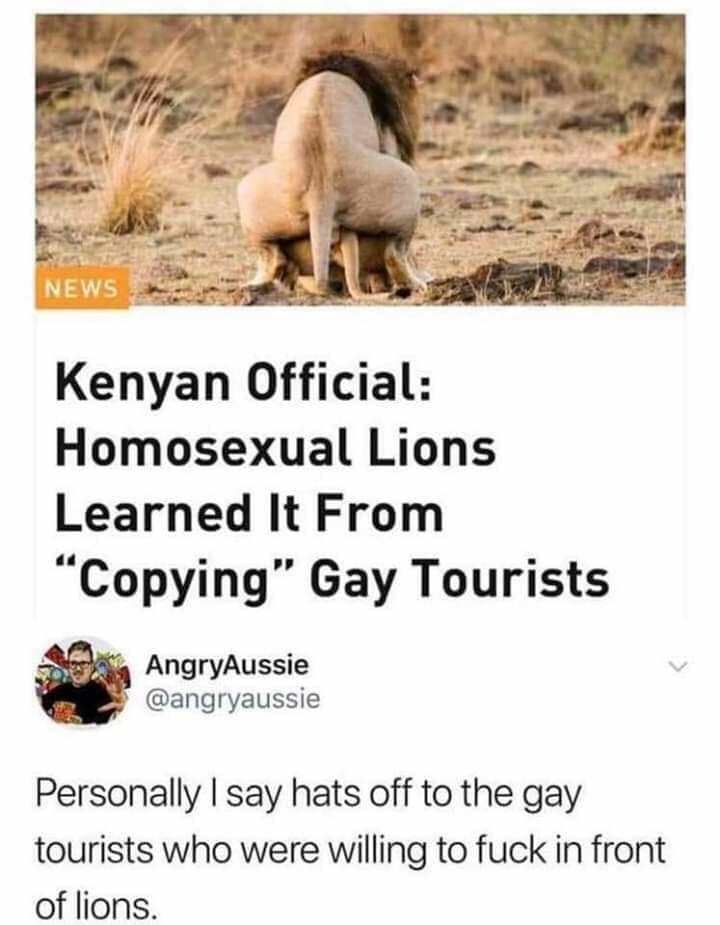 NEWS
Kenyan Official:
Homosexual Lions
Learned It From
“Copying” Gay Tourists
AngryAussie
@angryaussie
Personally I say hats off to the gay
tourists who were willing to fuck in front
of lions.